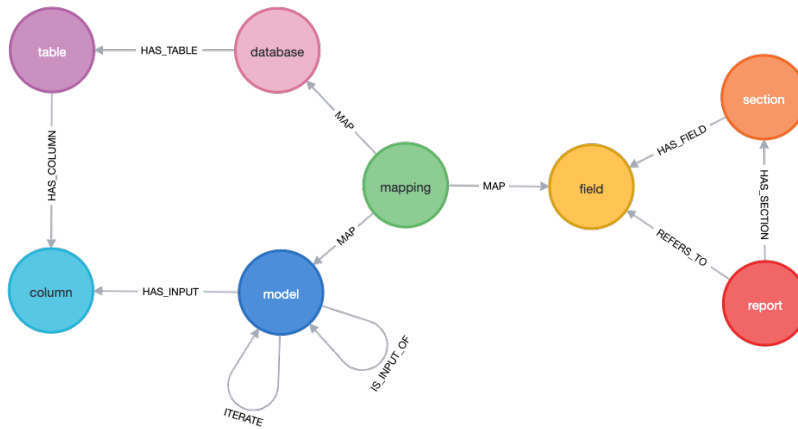 table
HAS_TABLE
database
section
MAP
HAS_FIELD
HAS_COLUMN
mapping
MAP
field
HAS_SECTION
MAP
REFERS_TO
column
HAS_INPUT
model
report
IS_INPUT_OF
ITERATE